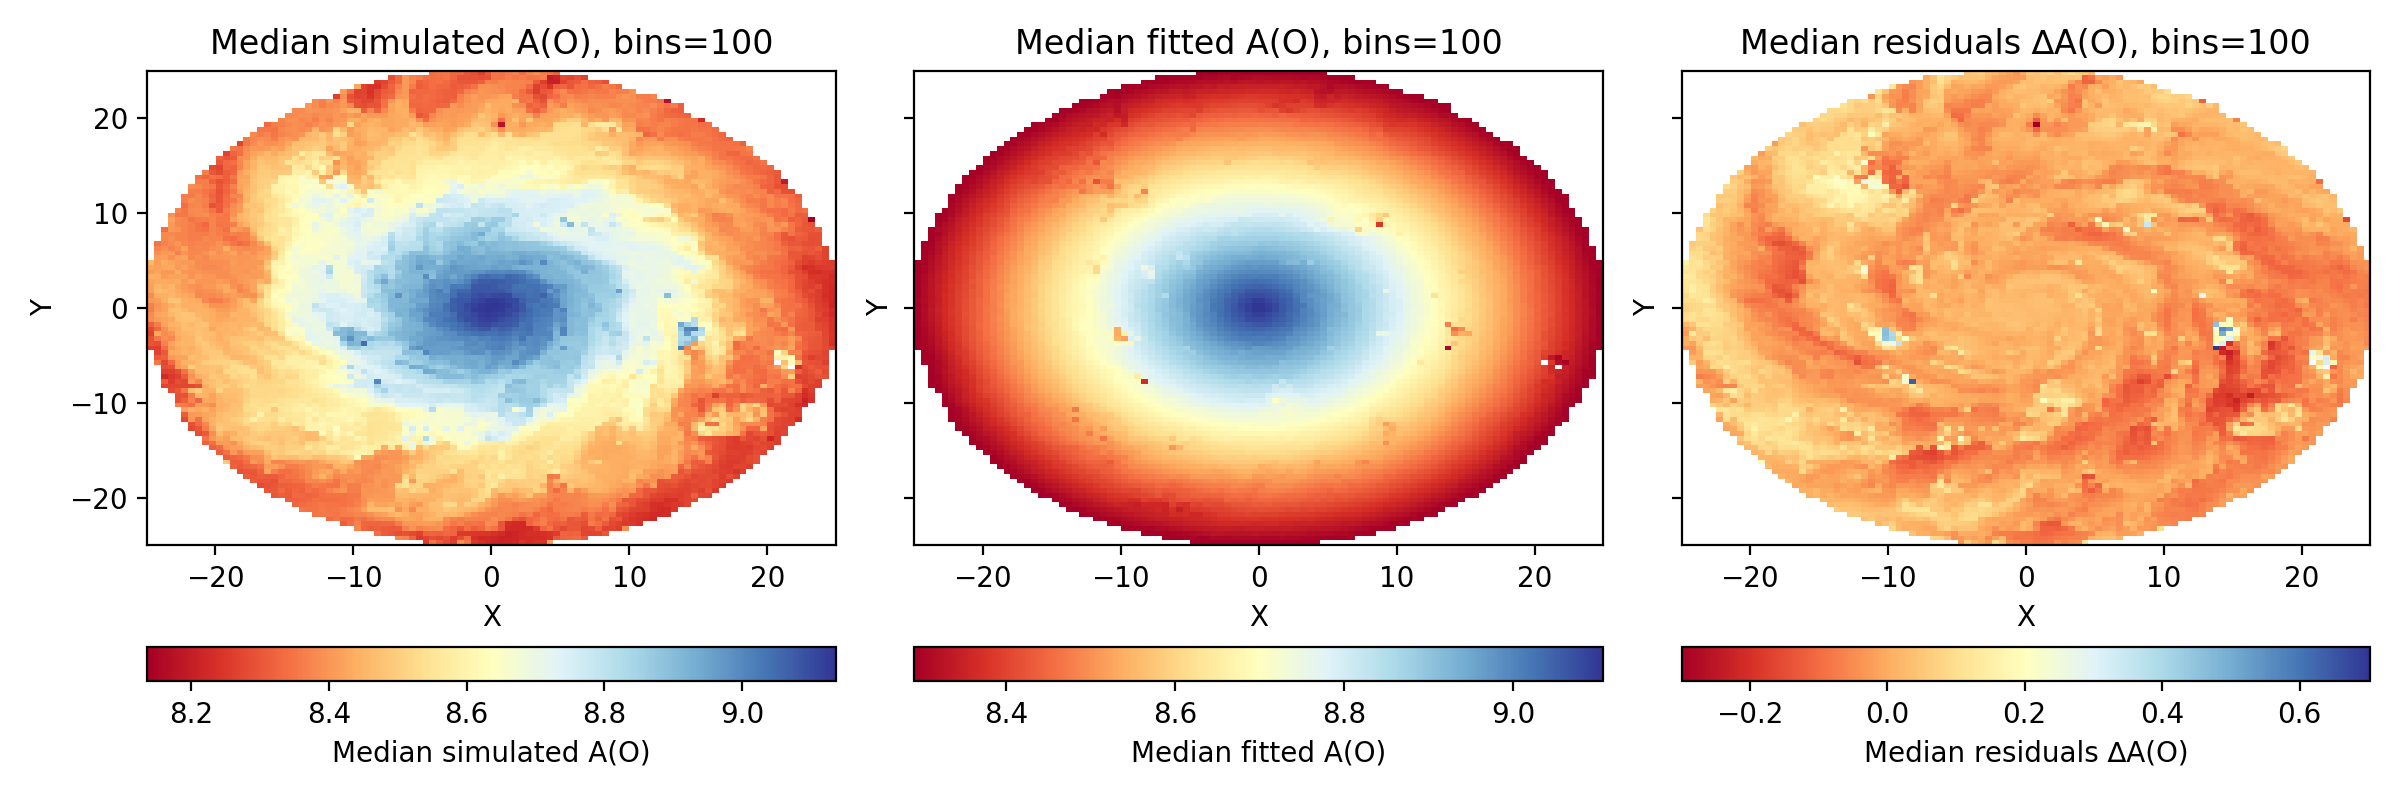 Median simulated A(O), bins=100
Median fitted A(O), bins=100
Median residuals ΔA(O), bins=100
Y
20
10
0
−10
−20
−20
−10
0
10
20
X
8.2
8.4
8.6
8.8
9.0
Median simulated A(O)
Y
−20
−10
0
10
20
X
8.4
8.6
8.8
9.0
Median fitted A(O)
Y
−20
−10
0
10
20
X
−0.2
0.0
0.2
0.4
0.6
Median residuals ΔA(O)